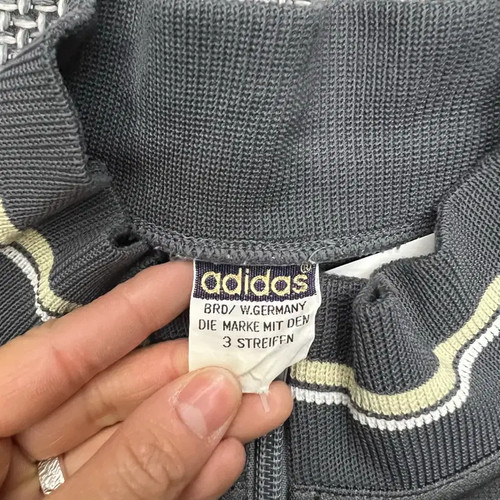 adidas®
BRD/ W.GERMANY
DIE MARKE MIT DEN
3 STREIFEN